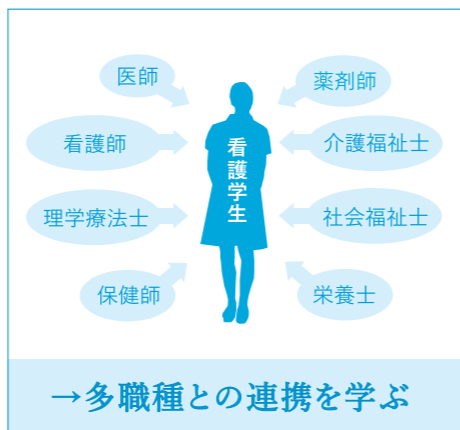 医師
薬剤師
看護師
介護福祉士
看護学生
理学療法士
社会福祉士
保健師
栄養士
→多職種との連携を学ぶ